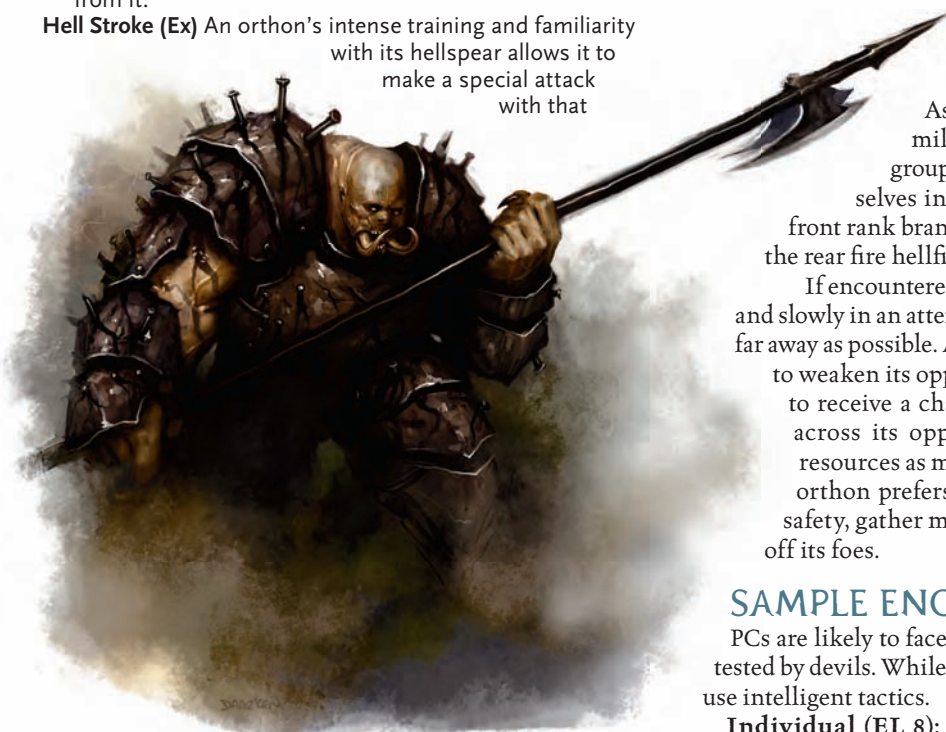 from it.
Hell Stroke (Ex) An orthon's intense training and familiarity
with its hellspear allows it to
make a special attack
with that
As
mil
group
selves in
front rank bran
the rear fire hellfi
If encountere
and slowly in an atte
far away as possible. A
to weaken its opp
to receive a ch
across its opp
resources as m
orthon prefers
safety, gather m
off its foes.
SAMPLE ENC
PCs are likely to face
tested by devils. While
use intelligent tactics.
Individual (EL 8):